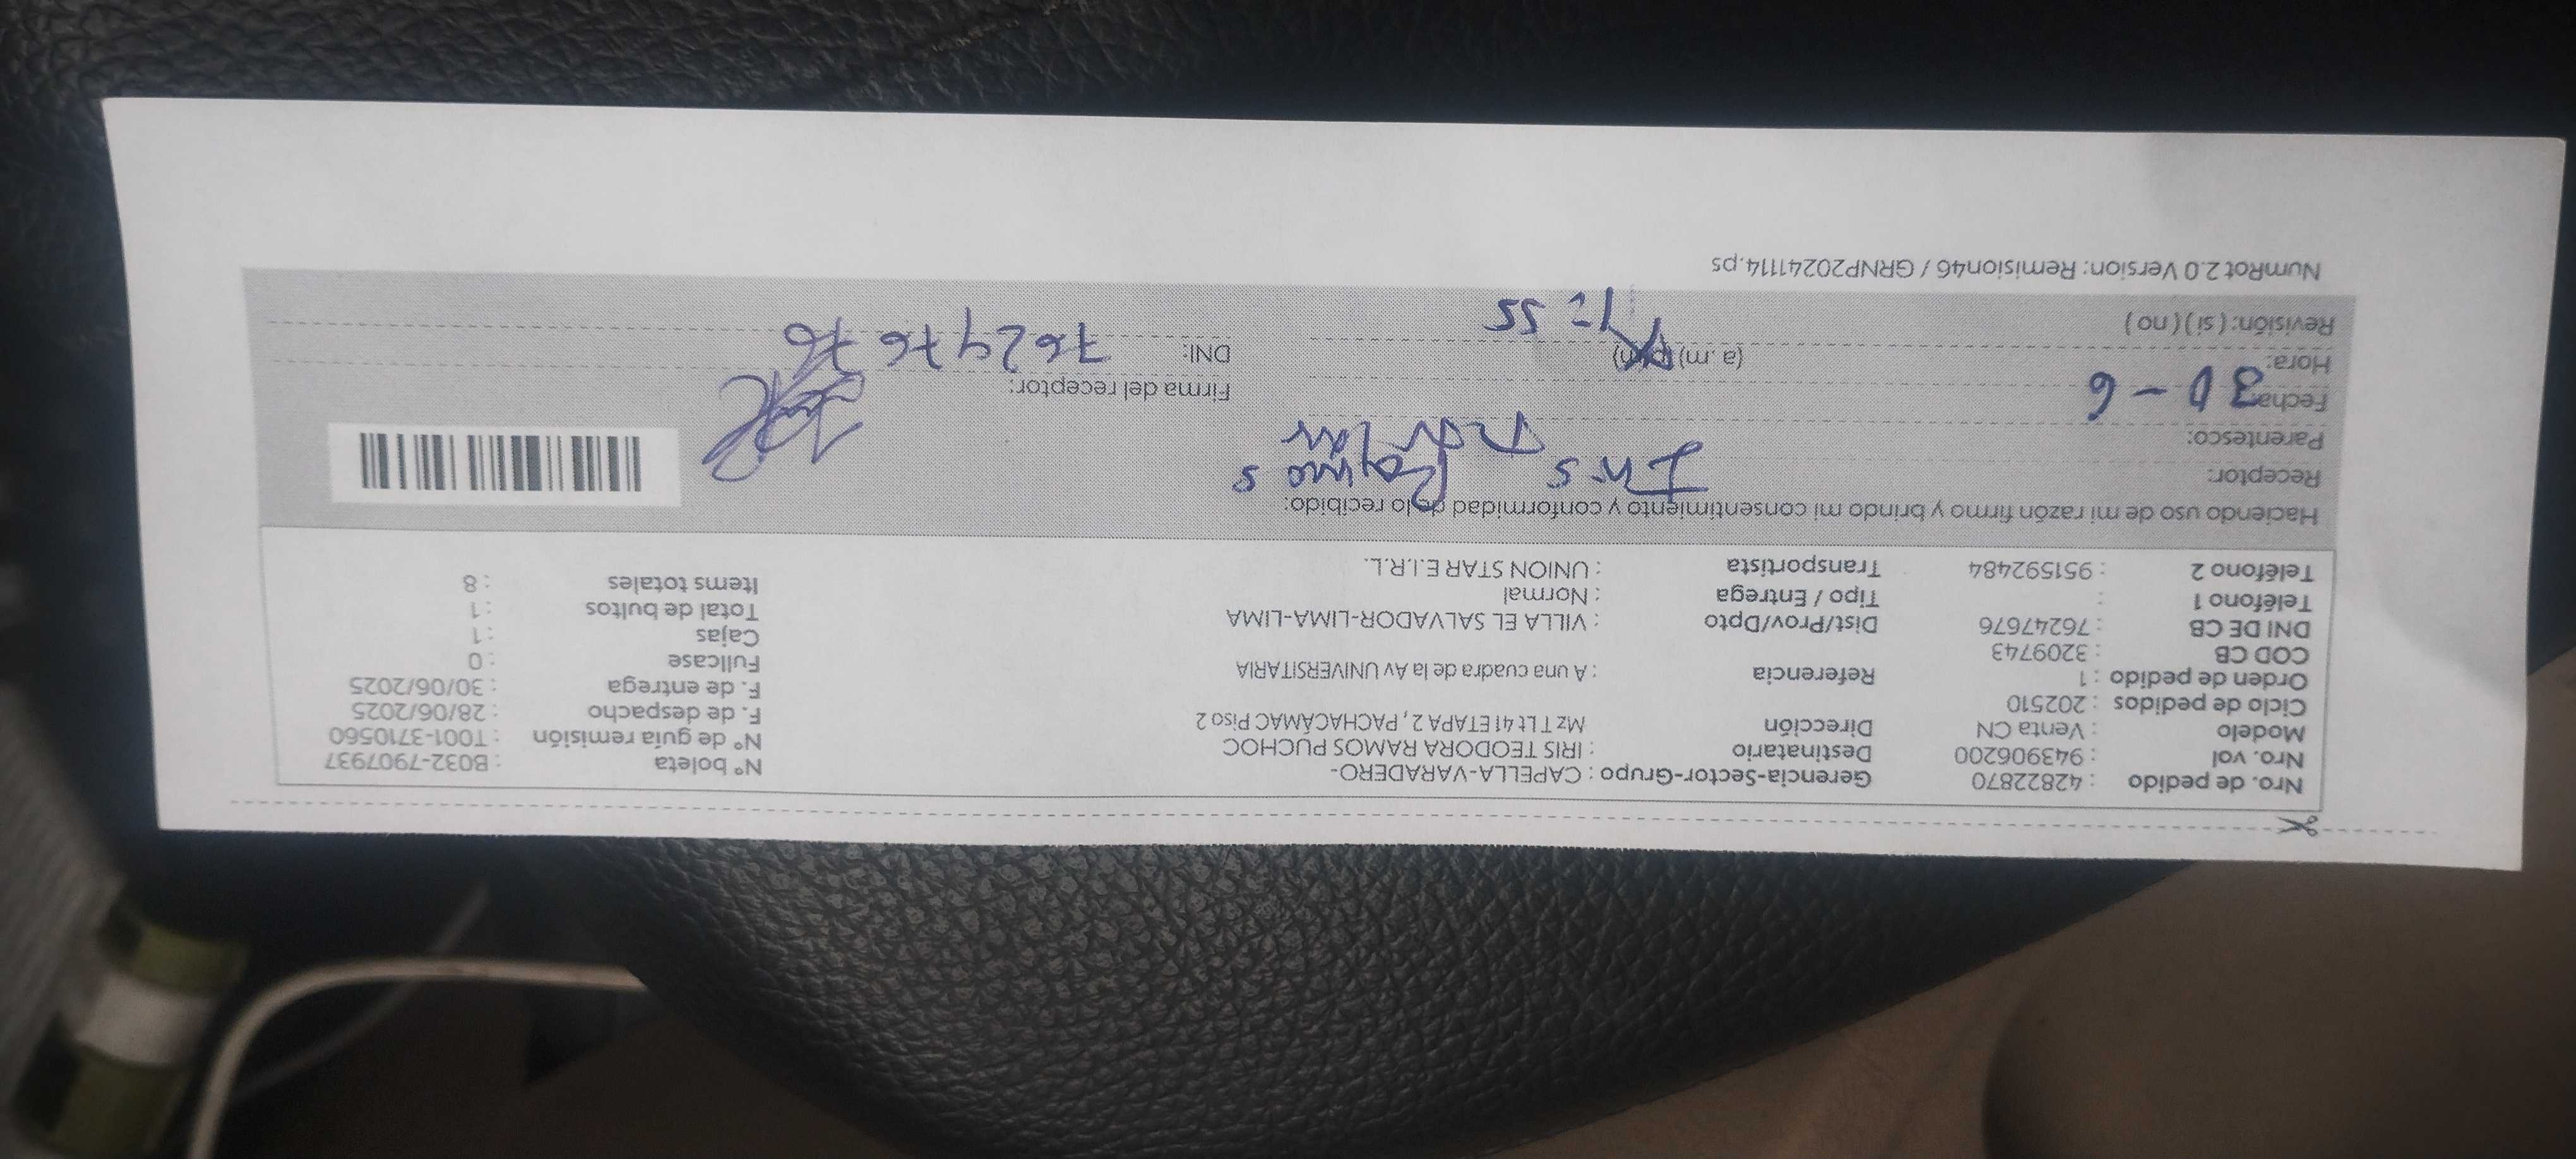 Nro. de pedido : 42822870 Gerencia-Sector-Grupo : CAPELLA-VARADERO- N° boleta : B032-7907937
Nro. vol : 943906200 Destinatario : IRIS TEODORA RAMOS PUCHOC N° de guía remisión : T001-3710560
Modelo : Venta CN Dirección Mz T Lt 41 ETAPA 2, PACHACÁMAC Piso 2 F. de despacho : 28/06/2025
Ciclo de pedidos : 202510 F. de entrega : 30/06/2025
Orden de pedido : 1 Referencia : A una cuadra de la Av UNIVERSITARIA Fullcase : 0
COD CB : 3209743 Cajas : 1
DNI DE CB : 76247676 Dist/Prov/Dpto : VILLA EL SALVADOR-LIMA-LIMA Total de bultos : 1
Teléfono 1 : Tipo / Entrega : Normal Items totales : 8
Teléfono 2 : 951592484 Transportista : UNION STAR E.I.R.L.
Haciendo uso de mi razón firmo y brindo mi consentimiento y conformidad de lo recibido:
Receptor: Ramos
Parentesco: Titular
Fecha: 30-6 Firma del receptor:
Hora: (a.m) (p.m) 1:55 DNI: 76247676
Revisión: ( si ) ( no )
NumRot 2.0 Version: Remision46 / GRNP20241114.ps